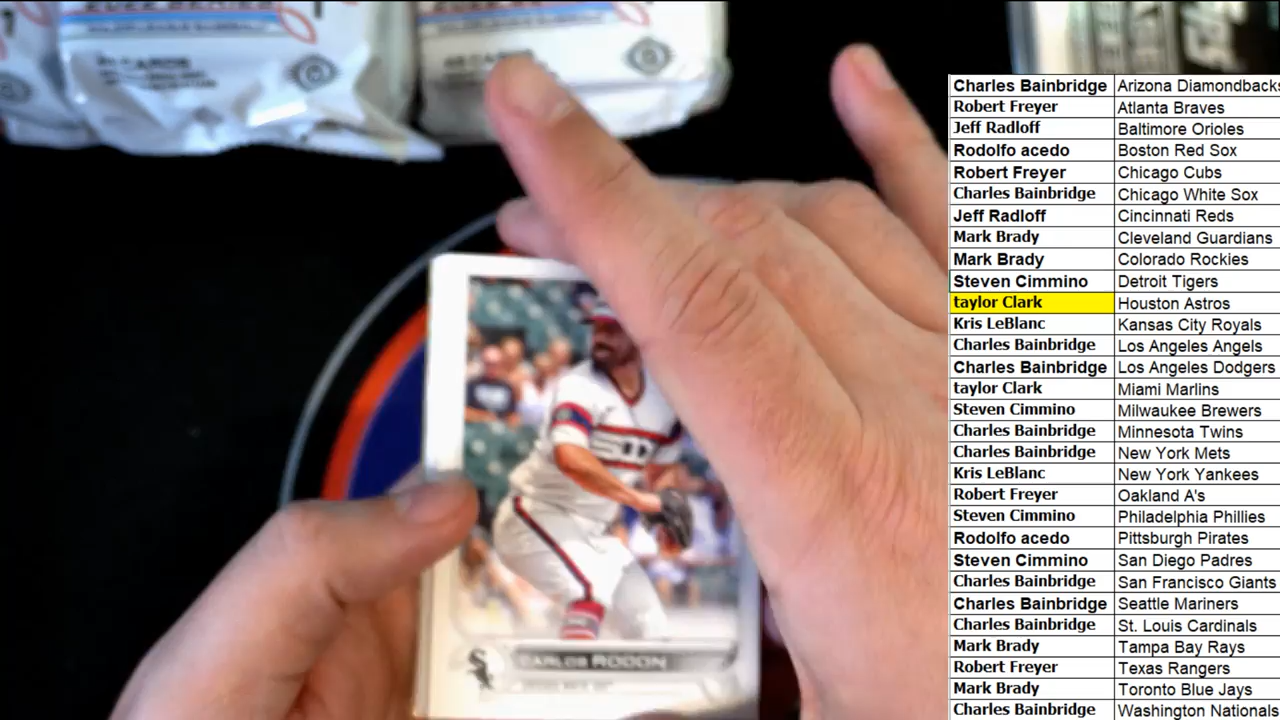 Charles Bainbridge Arizona Diamondbacks
Robert Freyer Atlanta Braves
Jeff Radloff Baltimore Orioles
Rodolfo acedo Boston Red Sox
Robert Freyer Chicago Cubs
Charles Bainbridge Chicago White Sox
Jeff Radloff Cincinnati Reds
Mark Brady Cleveland Guardians
Mark Brady Colorado Rockies
Steven Cimmino Detroit Tigers
taylor Clark Houston Astros
Kris LeBlanc Kansas City Royals
Charles Bainbridge Los Angeles Angels
Charles Bainbridge Los Angeles Dodgers
taylor Clark Miami Marlins
Steven Cimmino Milwaukee Brewers
Charles Bainbridge Minnesota Twins
Charles Bainbridge New York Mets
Kris LeBlanc New York Yankees
Robert Freyer Oakland A's
Steven Cimmino Philadelphia Phillies
Rodolfo acedo Pittsburgh Pirates
Steven Cimmino San Diego Padres
Charles Bainbridge San Francisco Giants
Charles Bainbridge Seattle Mariners
Charles Bainbridge St. Louis Cardinals
Mark Brady Tampa Bay Rays
Robert Freyer Texas Rangers
Mark Brady Toronto Blue Jays
Charles Bainbridge Washington Nationals
SOX
CARLOS RODON